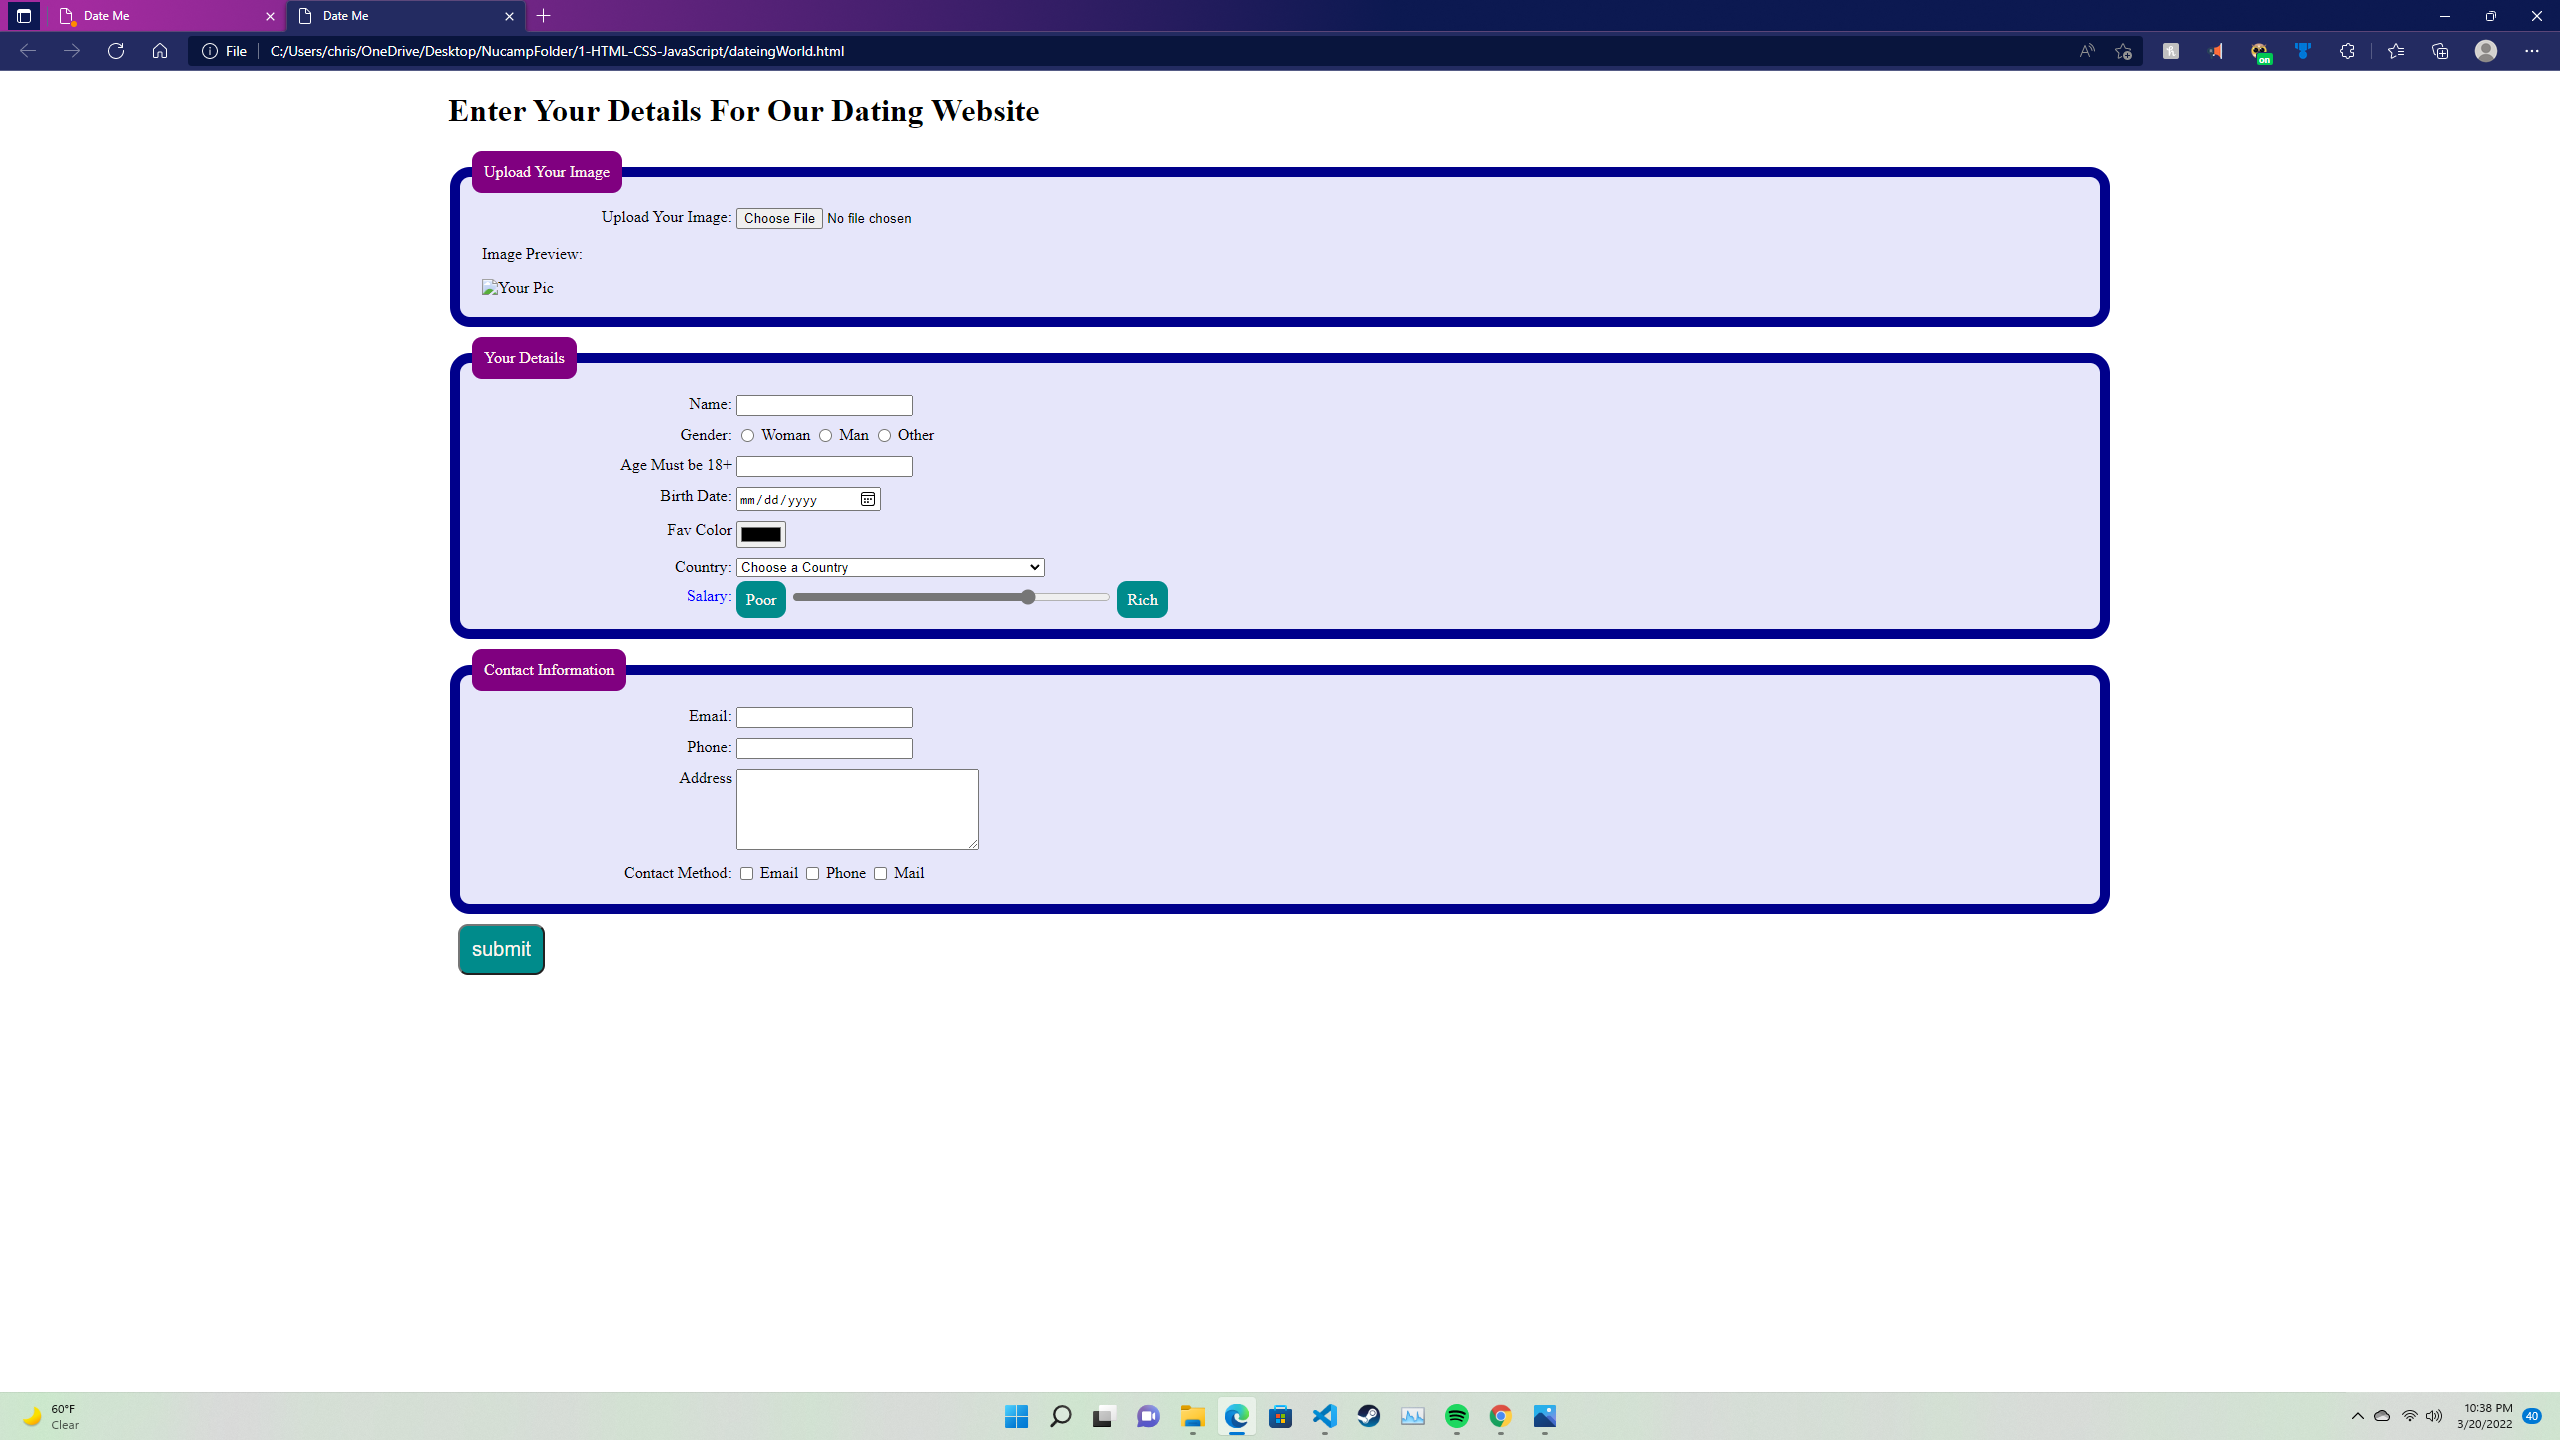 Date Me
Date Me
File
C:/Users/chris/OneDrive/Desktop/NucampFolder/1-HTML-CSS-JavaScript/dateingWorld.html
on
Enter Your Details For Our Dating Website
Upload Your Image
Upload Your Image: Choose File No file chosen
Image Preview:
Your Pic
Your Details
Name:
Gender: Woman Man Other
Age Must be 18+
Birth Date: mm/dd/yyyy
Fav Color
Country: Choose a Country
Salary: Poor Rich
Contact Information
Email:
Phone:
Address
Contact Method: Email Phone Mail
submit
60°F
Clear
10:38 PM
3/20/2022
40